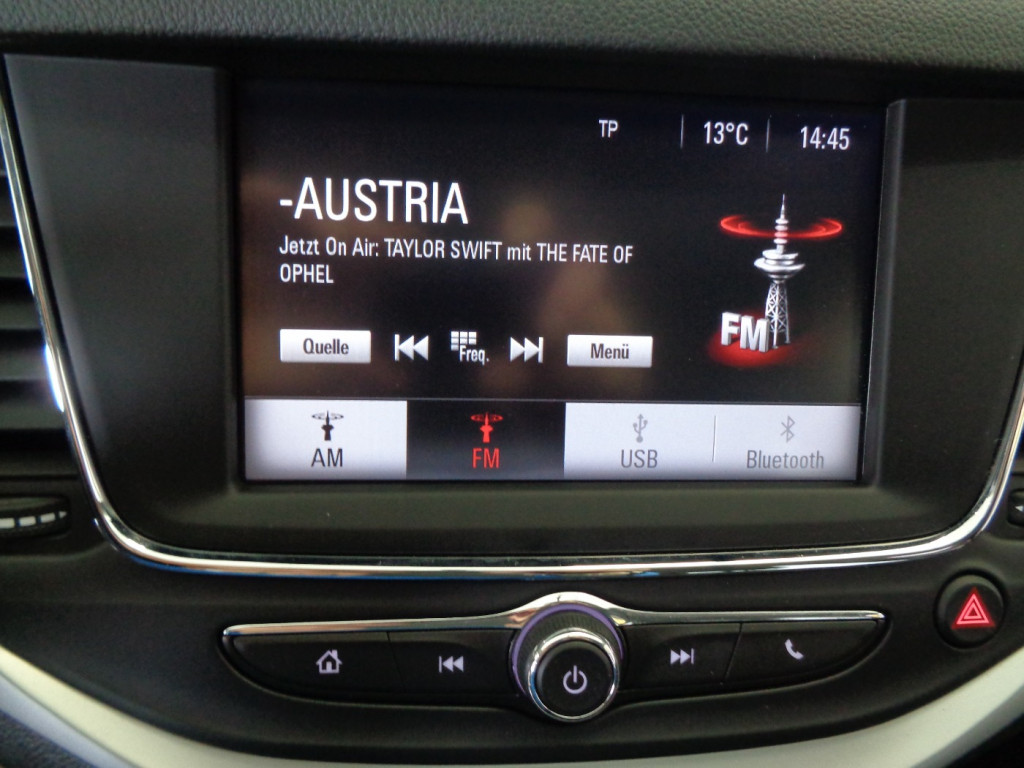 TP 13°C 14:45
-AUSTRIA
Jetzt On Air: TAYLOR SWIFT mit THE FATE OF
OPHEL
Quelle Freq. Menü
FM
AM FM USB Bluetooth